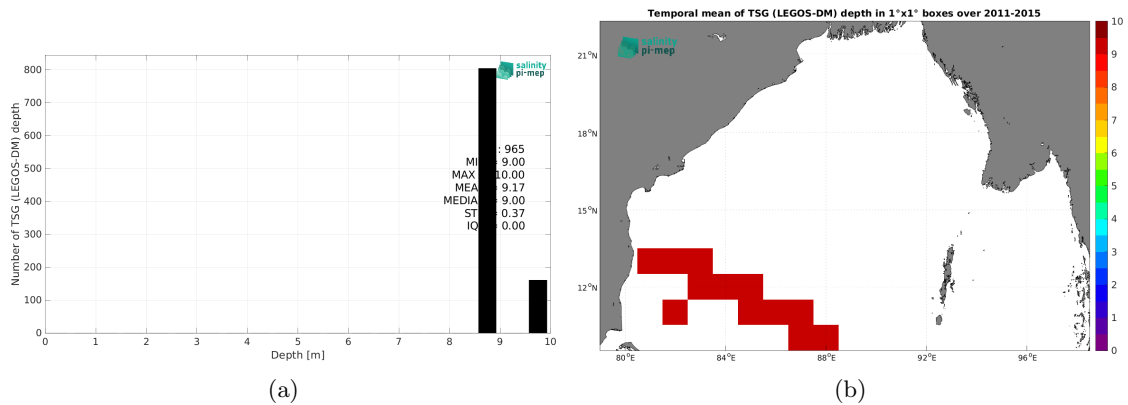 Number of TSG (LEGOS-DM) depth
800
700
600
500
400
300
200
100
0
0 1 2 3 4 5 6 7 8 9 10
Depth [m]
salinity
pi-mep
: 965
9.00
MAX 10.00
9.17
9.00
0.37
0.00
(a)
Temporal mean of TSG (LEGOS-DM) depth in 1°x1° boxes over 2011-2015
salinity
pi-mep
21°N
18°N
15°N
12°N
80°E 84°E 88°E 92°E 96°E
10
9
8
7
6
5
4
3
2
1
0
(b)